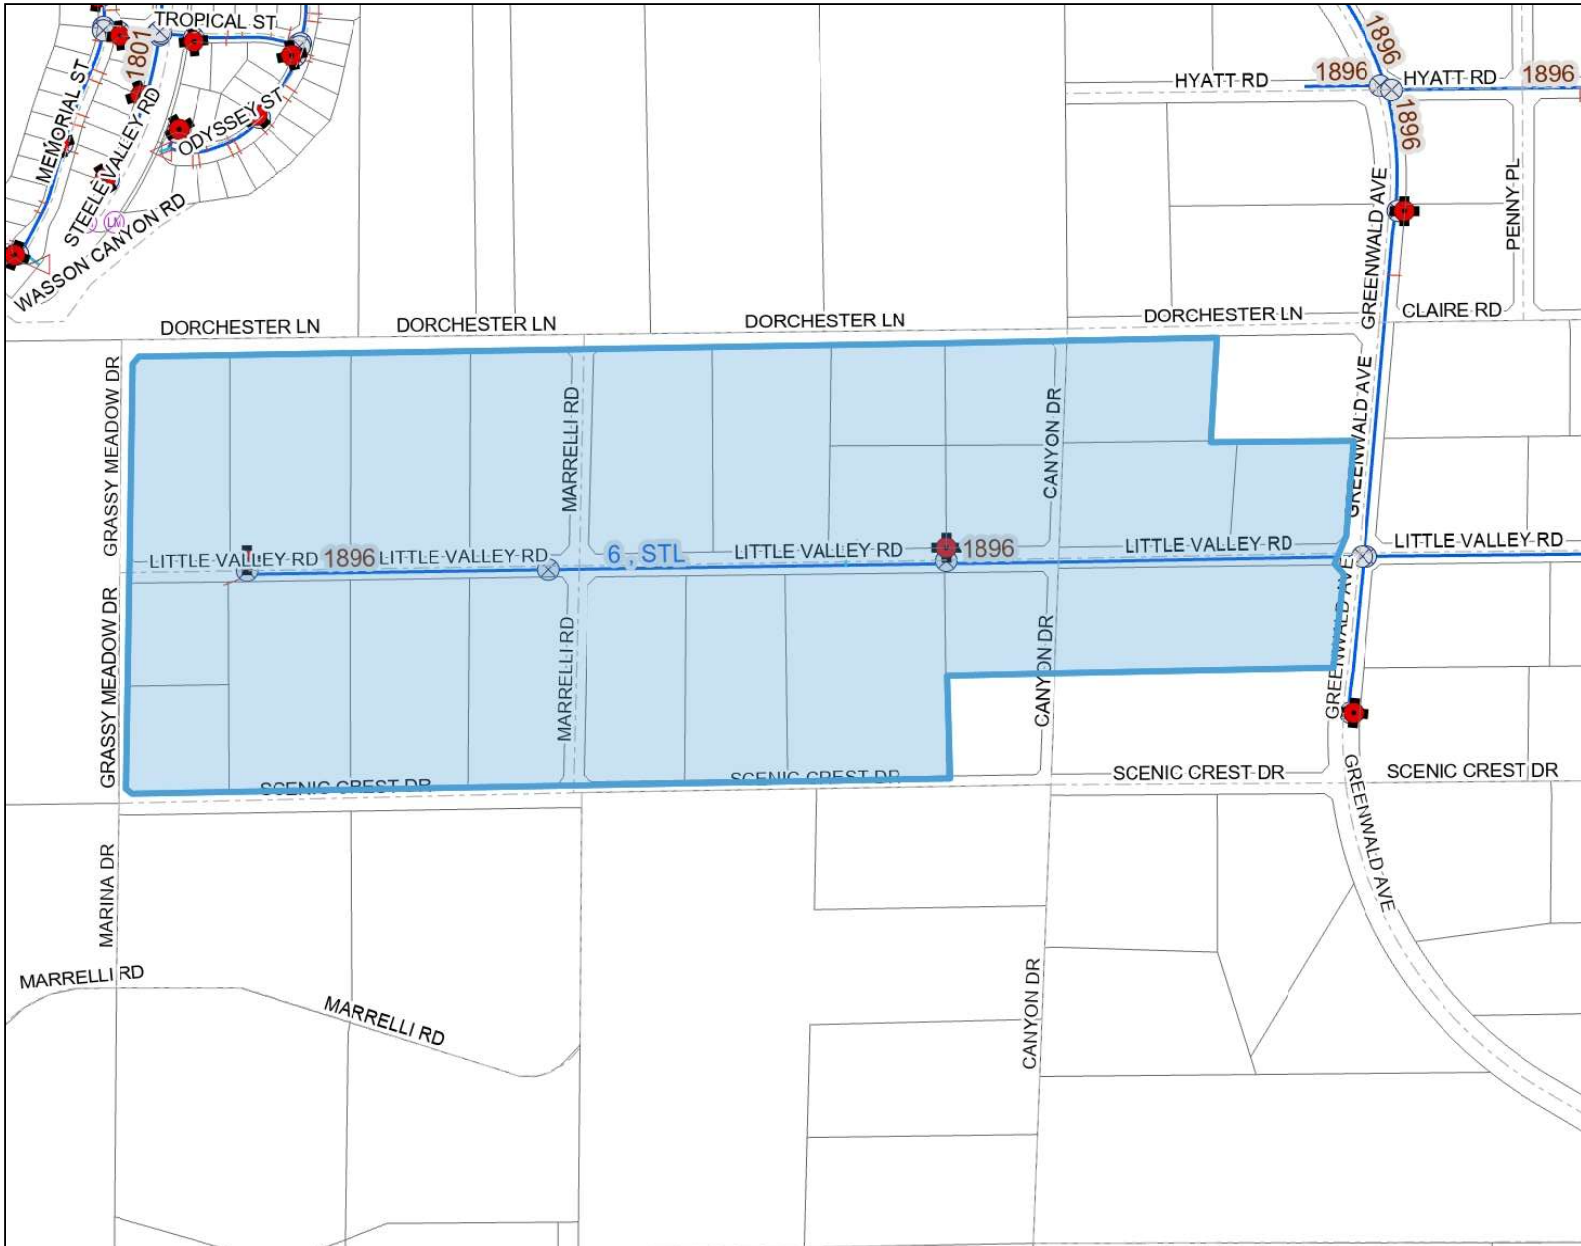 TROPICAL ST
1801
MEMORIAL ST
STEELE VALLEY RD
ODYSSEY ST
WASSON CANYON RD
LM
1896
1896
HYATT RD
HYATT RD
1896
1896
GREENWALD AVE
PENNY PL
DORCHESTER LN
DORCHESTER LN
DORCHESTER LN
DORCHESTER LN
CLAIRE RD
GRASSY MEADOW DR
MARRELLI RD
CANYON DR
GREENWALD AVE
LITTLE VALLEY RD
1896
LITTLE VALLEY RD
6 , STL
LITTLE VALLEY RD
1896
LITTLE VALLEY RD
LITTLE VALLEY RD
GRASSY MEADOW DR
MARRELLI RD
CANYON DR
GREENWALD AVE
SCENIC CREST DR
SCENIC CREST DR
SCENIC CREST DR
SCENIC CREST DR
MARINA DR
GREENWALD AVE
MARRELLI RD
MARRELLI RD
CANYON DR